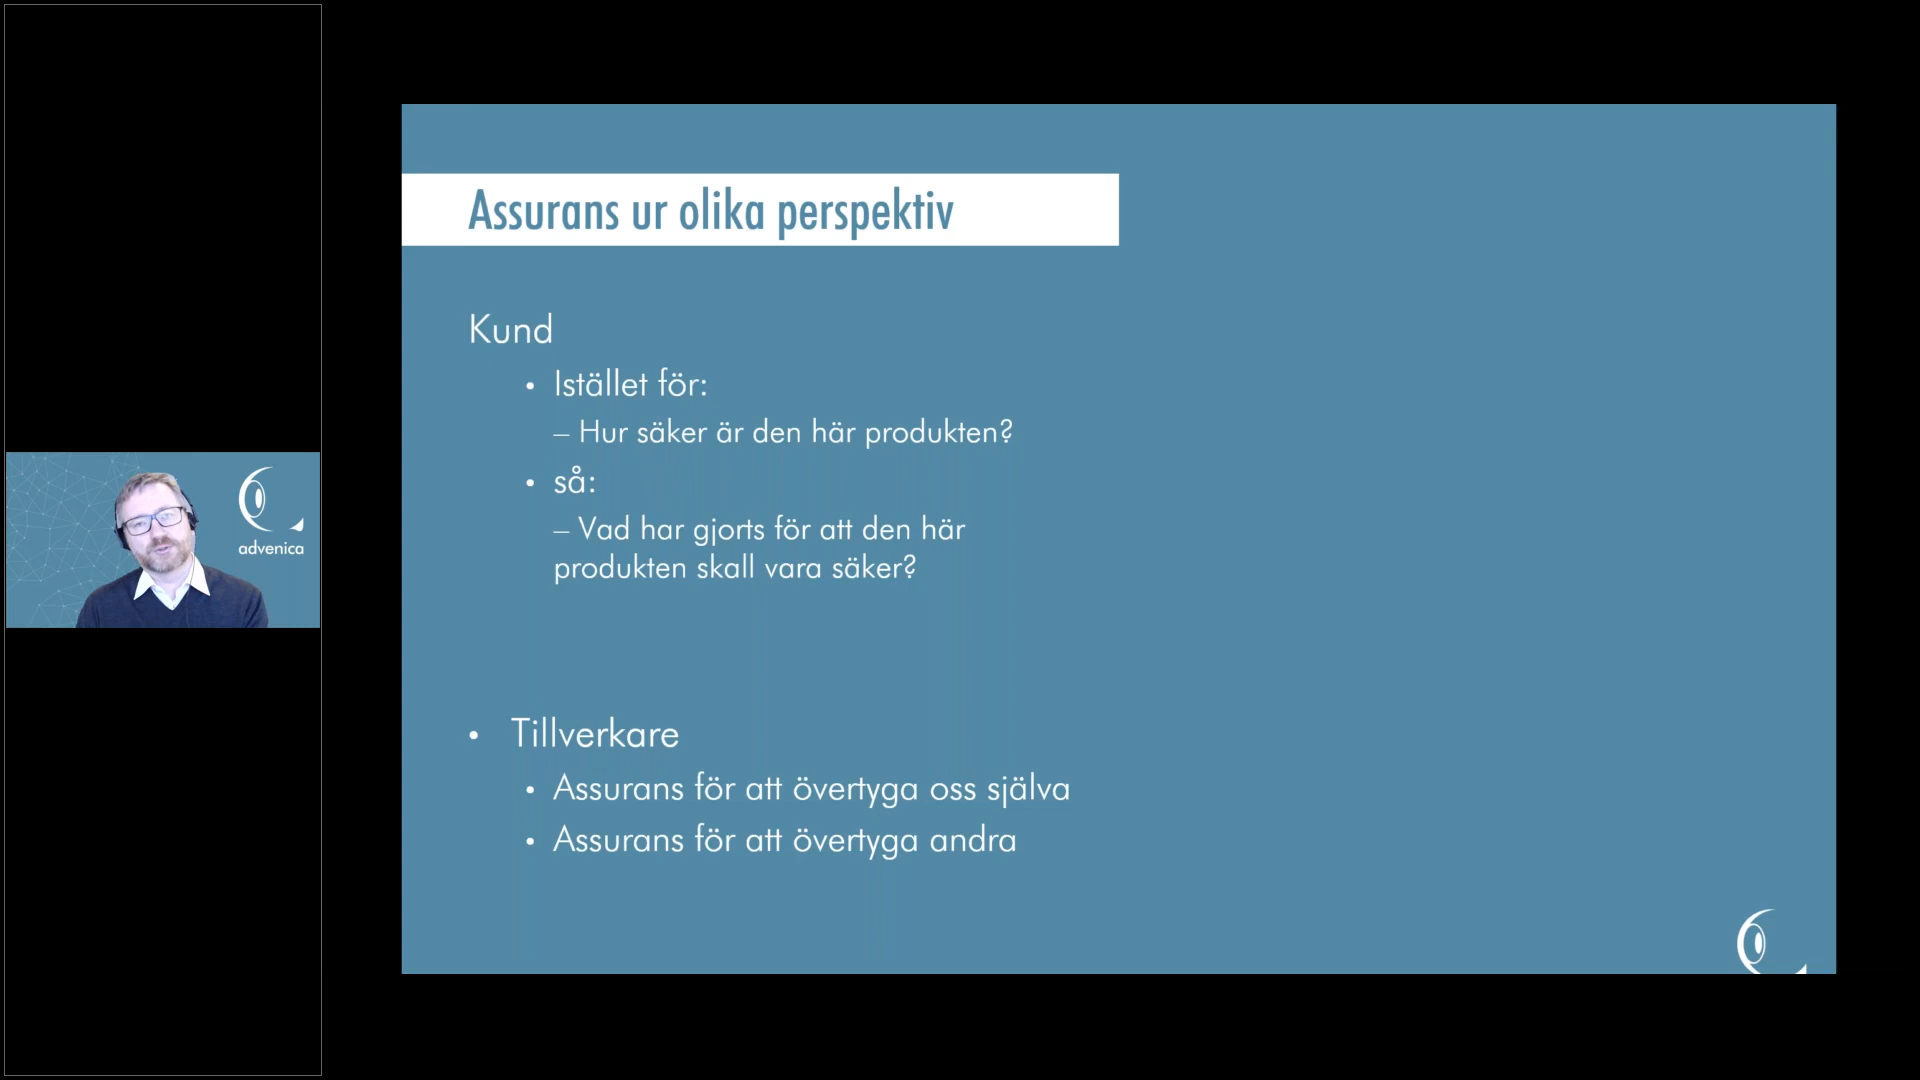 Assurans ur olika perspektiv
Kund
• Istället för:
– Hur säker är den här produkten?
• så:
– Vad har gjorts för att den här
produkten skall vara säker?
• Tillverkare
• Assurans för att övertyga oss själva
• Assurans för att övertyga andra
advenica